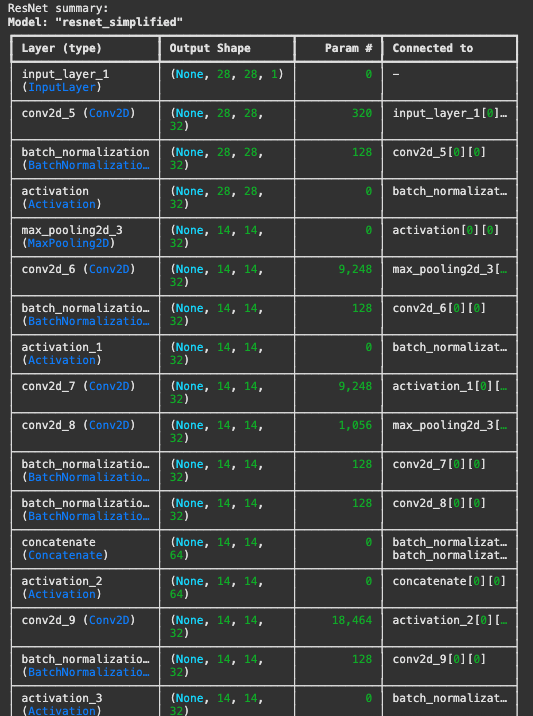 ResNet summary:
Model: "resnet_simplified"
Layer (type) Output Shape Param # Connected to
input_layer_1 (None, 28, 28, 1) 0 –
(InputLayer)
conv2d_5 (Conv2D) (None, 28, 28, 320 input_layer_1[0]…
32)
batch_normalization (None, 28, 28, 128 conv2d_5[0][0]
(BatchNormalizatio… 32)
activation (None, 28, 28, 0 batch_normalizat…
(Activation) 32)
max_pooling2d_3 (None, 14, 14, 0 activation[0][0]
(MaxPooling2D) 32)
conv2d_6 (Conv2D) (None, 14, 14, 9,248 max_pooling2d_3[…
32)
batch_normalizatio… (None, 14, 14, 128 conv2d_6[0][0]
(BatchNormalizatio… 32)
activation_1 (None, 14, 14, 0 batch_normalizat…
(Activation) 32)
conv2d_7 (Conv2D) (None, 14, 14, 9,248 activation_1[0][…
32)
conv2d_8 (Conv2D) (None, 14, 14, 1,056 max_pooling2d_3[…
32)
batch_normalizatio… (None, 14, 14, 128 conv2d_7[0][0]
(BatchNormalizatio… 32)
batch_normalizatio… (None, 14, 14, 128 conv2d_8[0][0]
(BatchNormalizatio… 32)
concatenate (None, 14, 14, 0 batch_normalizat…
(Concatenate) 64) batch_normalizat…
activation_2 (None, 14, 14, 0 concatenate[0][0]
(Activation) 64)
conv2d_9 (Conv2D) (None, 14, 14, 18,464 activation_2[0][…
32)
batch_normalizatio… (None, 14, 14, 128 conv2d_9[0][0]
(BatchNormalizatio… 32)
activation_3 (None, 14, 14, 0 batch_normalizat…
(Activation) 32)